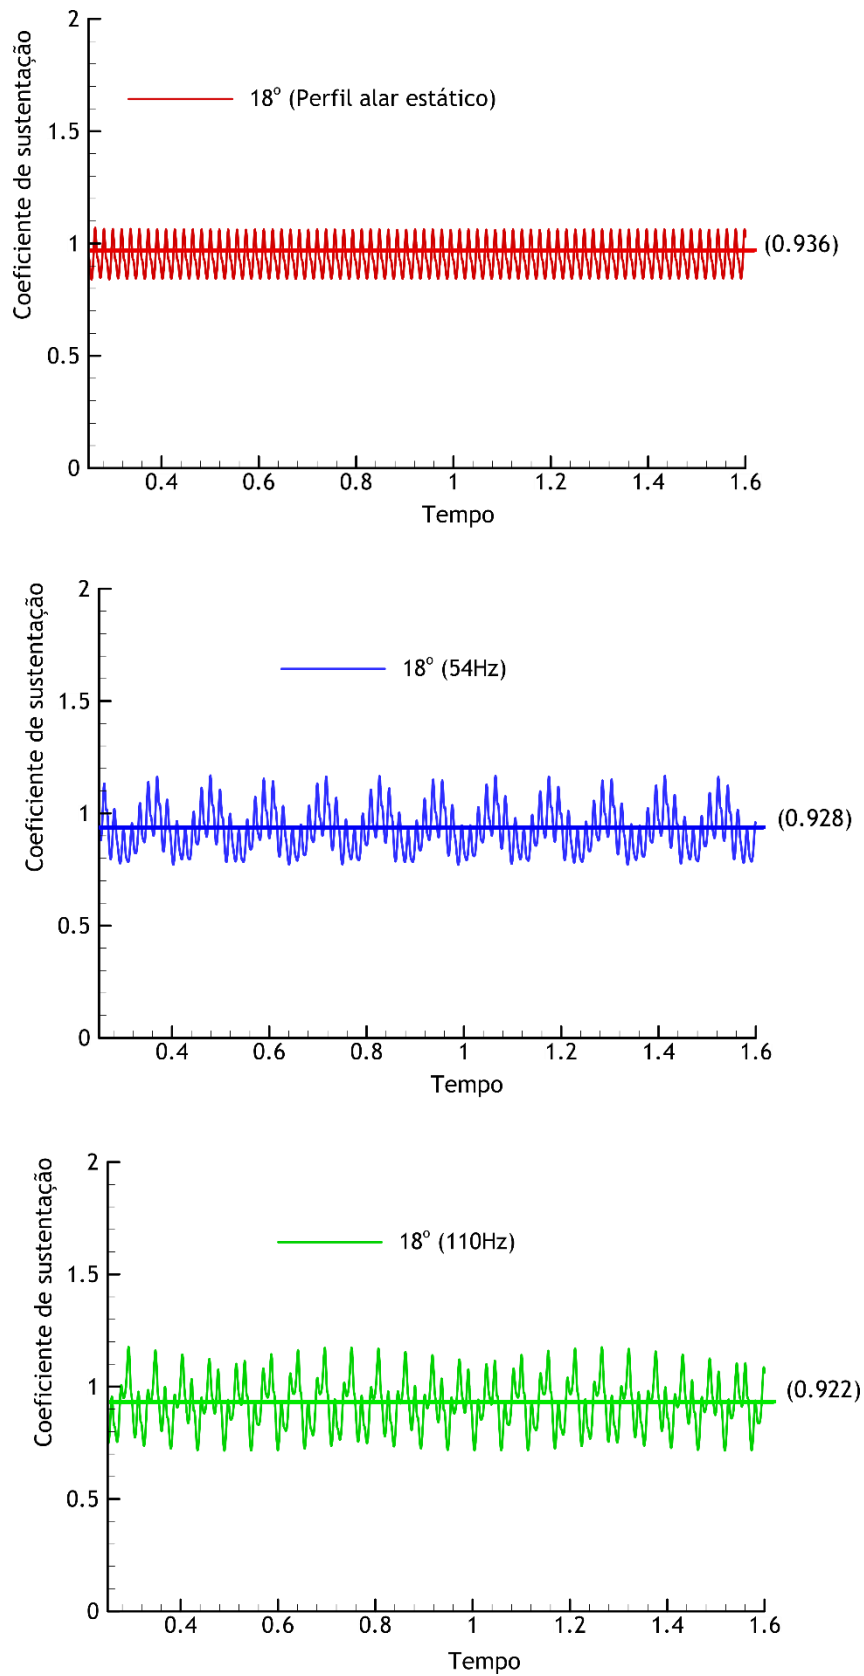 Coeficiente de sustentação
2
1.5
1
0.5
0
18° (Perfil alar estático)
(0.936)
0.4 0.6 0.8 1 1.2 1.4 1.6
Tempo
Coeficiente de sustentação
2
1.5
1
0.5
0
18° (54Hz)
(0.928)
0.4 0.6 0.8 1 1.2 1.4 1.6
Tempo
Coeficiente de sustentação
2
1.5
1
0.5
0
18° (110Hz)
(0.922)
0.4 0.6 0.8 1 1.2 1.4 1.6
Tempo